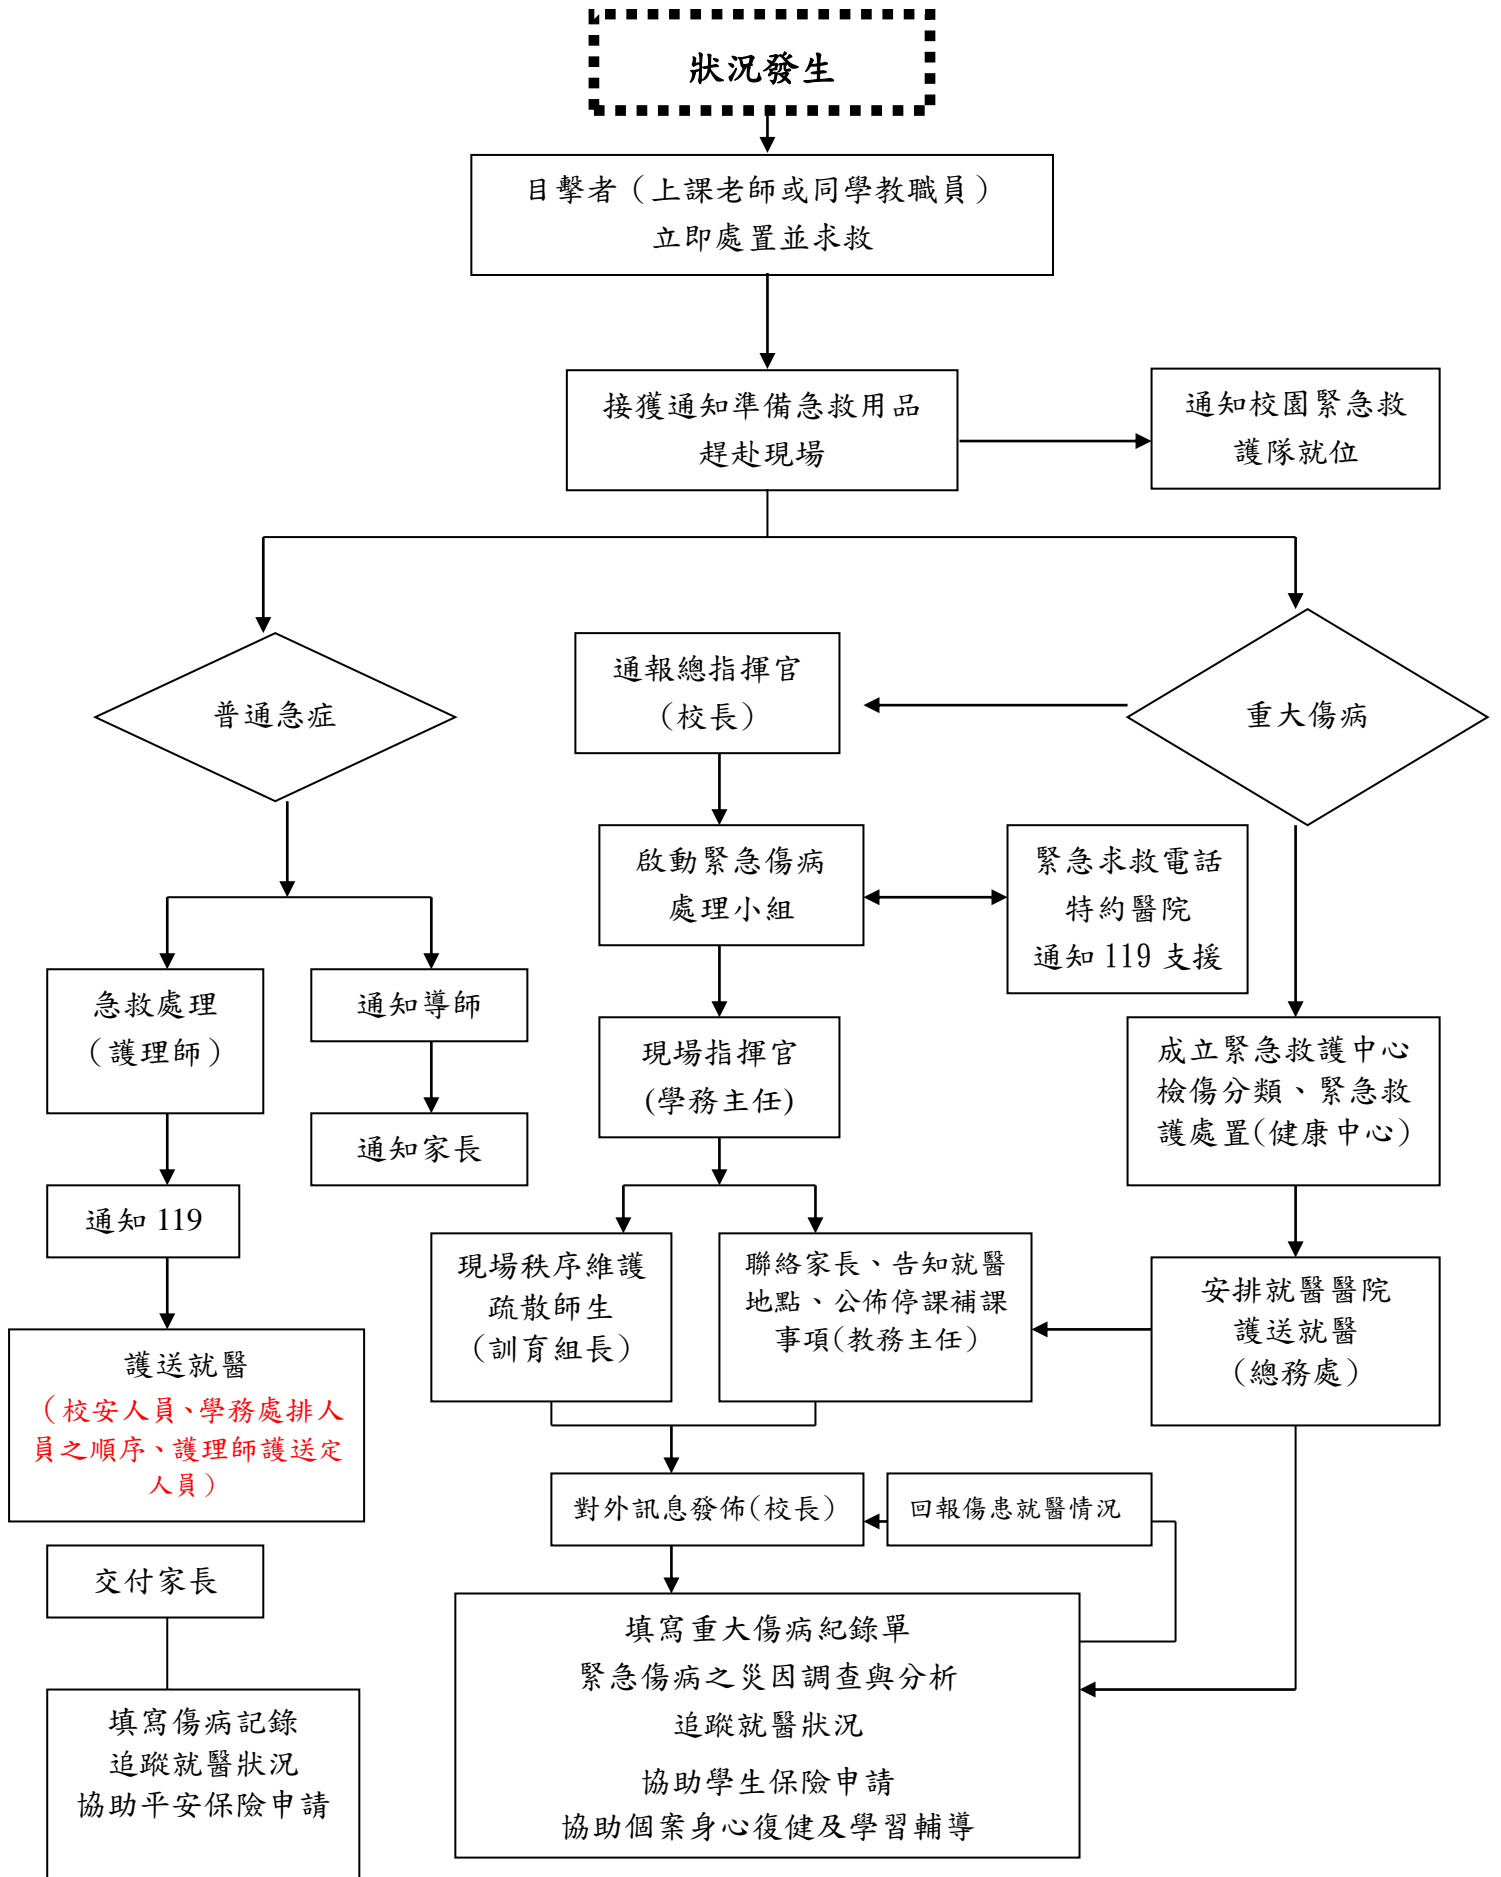 狀況發生
目擊者（上課老師或同學教職員）
立即處置並求救
接獲通知準備急救用品
趕赴現場
通知校園緊急救
護隊就位
普通急症
通報總指揮官
（校長）
重大傷病
啟動緊急傷病
處理小組
緊急求救電話
特約醫院
通知 119 支援
急救處理
（護理師）
通知導師
現場指揮官
(學務主任)
成立緊急救護中心
檢傷分類、緊急救
護處置(健康中心)
通知家長
通知 119
現場秩序維護
疏散師生
（訓育組長）
聯絡家長、告知就醫
地點、公佈停課補課
事項(教務主任)
安排就醫醫院
護送就醫
（總務處）
護送就醫
（校安人員、學務處排人
員之順序、護理師護送定
人員）
對外訊息發佈(校長)
回報傷患就醫情況
交付家長
填寫重大傷病紀錄單
緊急傷病之災因調查與分析
追蹤就醫狀況
協助學生保險申請
協助個案身心復健及學習輔導
填寫傷病記錄
追蹤就醫狀況
協助平安保險申請